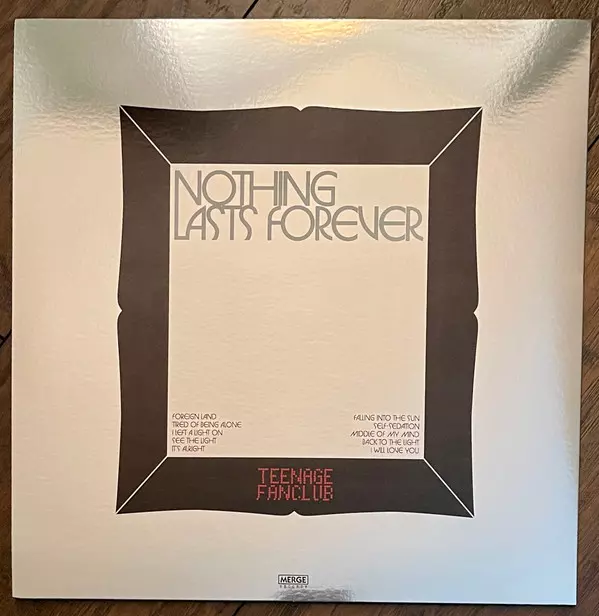 NOTHING
LASTS FOREVER
FOREIGN LAND
TIRED OF BEING ALONE
I LEFT A LIGHT ON
SEE THE LIGHT
IT'S ALRIGHT
FALLING INTO THE SUN
SELF-SEDATION
MIDDLE OF MY MIND
BACK TO THE LIGHT
I WILL LOVE YOU
TEENAGE
FANCLUB
MERGE
RECORDS